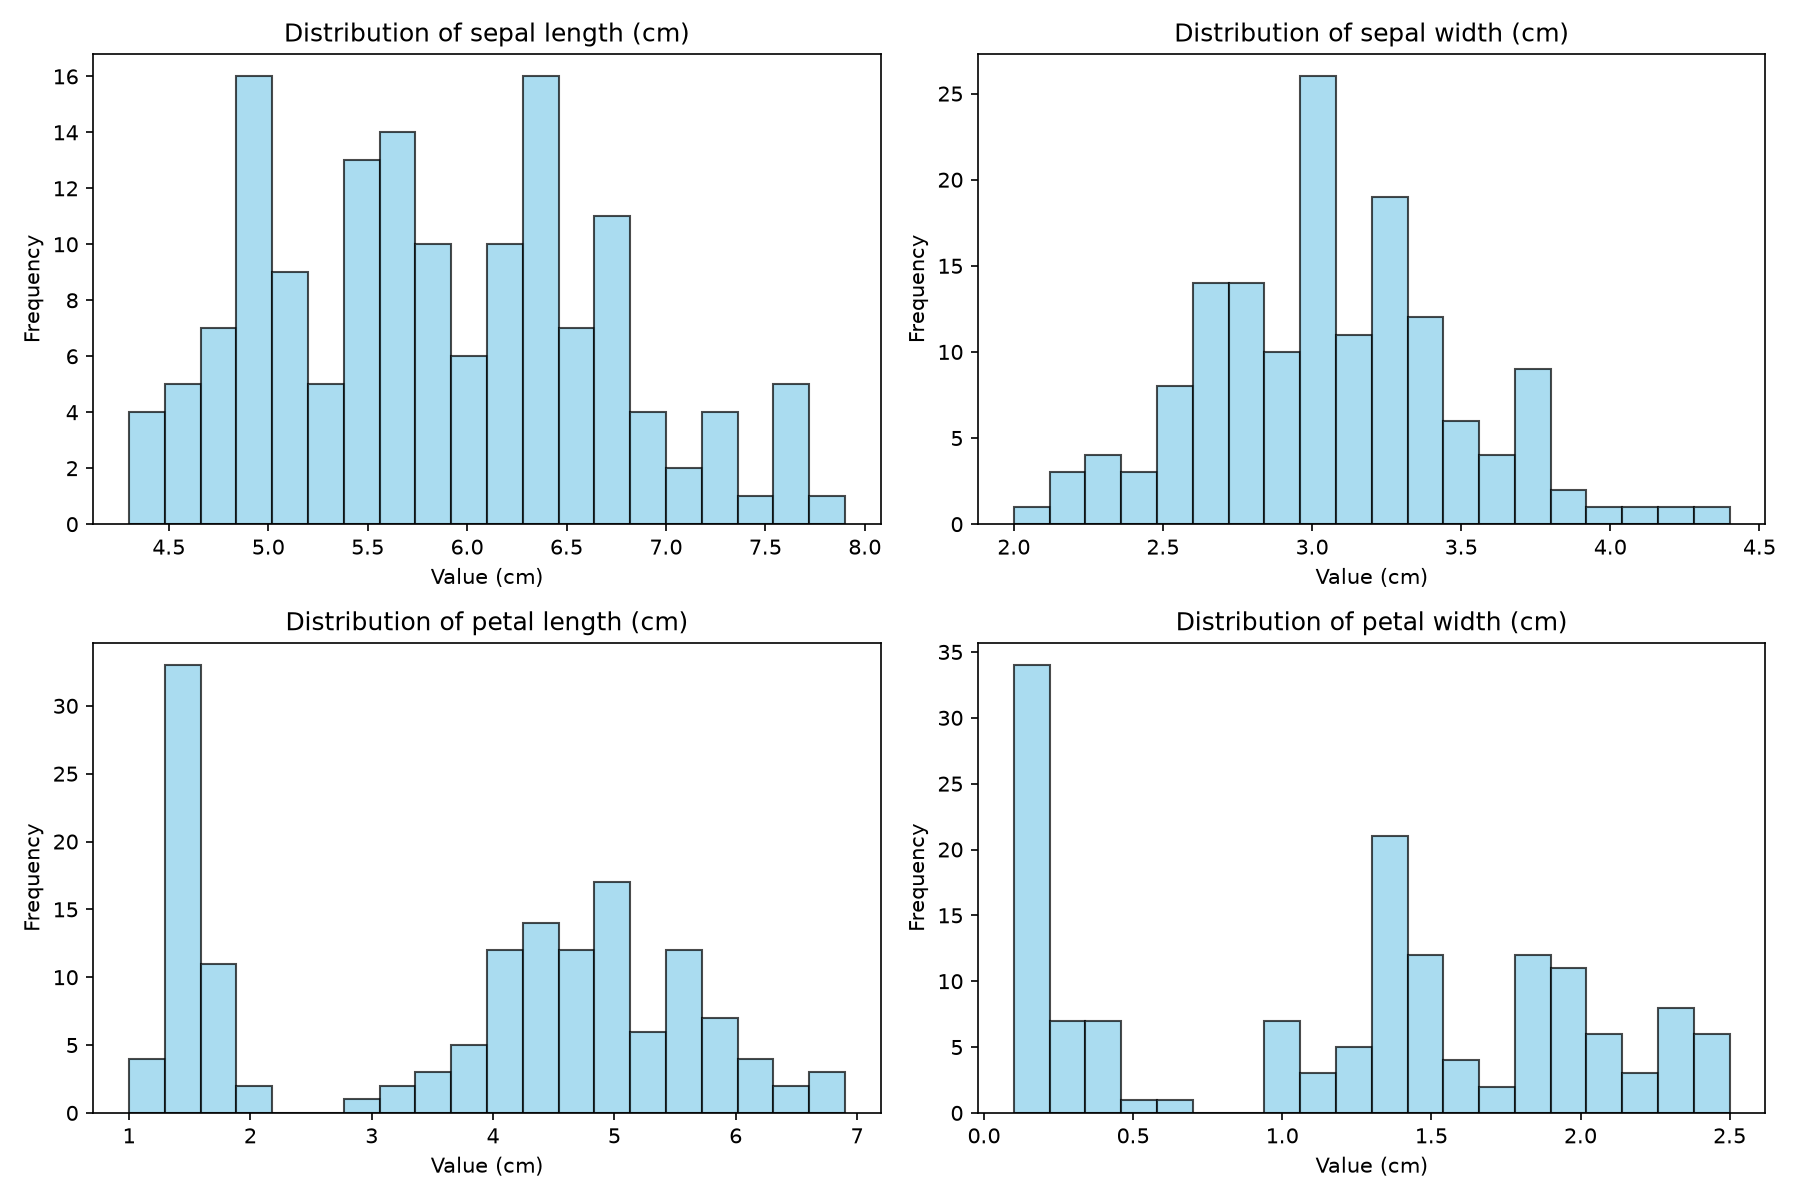 Distribution of sepal length (cm)
16
14
12
10
8
6
4
2
0
Frequency
4.5 5.0 5.5 6.0 6.5 7.0 7.5 8.0
Value (cm)
Distribution of sepal width (cm)
25
20
15
10
5
0
Frequency
2.0 2.5 3.0 3.5 4.0 4.5
Value (cm)
Distribution of petal length (cm)
30
25
20
15
10
5
0
Frequency
1 2 3 4 5 6 7
Value (cm)
Distribution of petal width (cm)
35
30
25
20
15
10
5
0
Frequency
0.0 0.5 1.0 1.5 2.0 2.5
Value (cm)